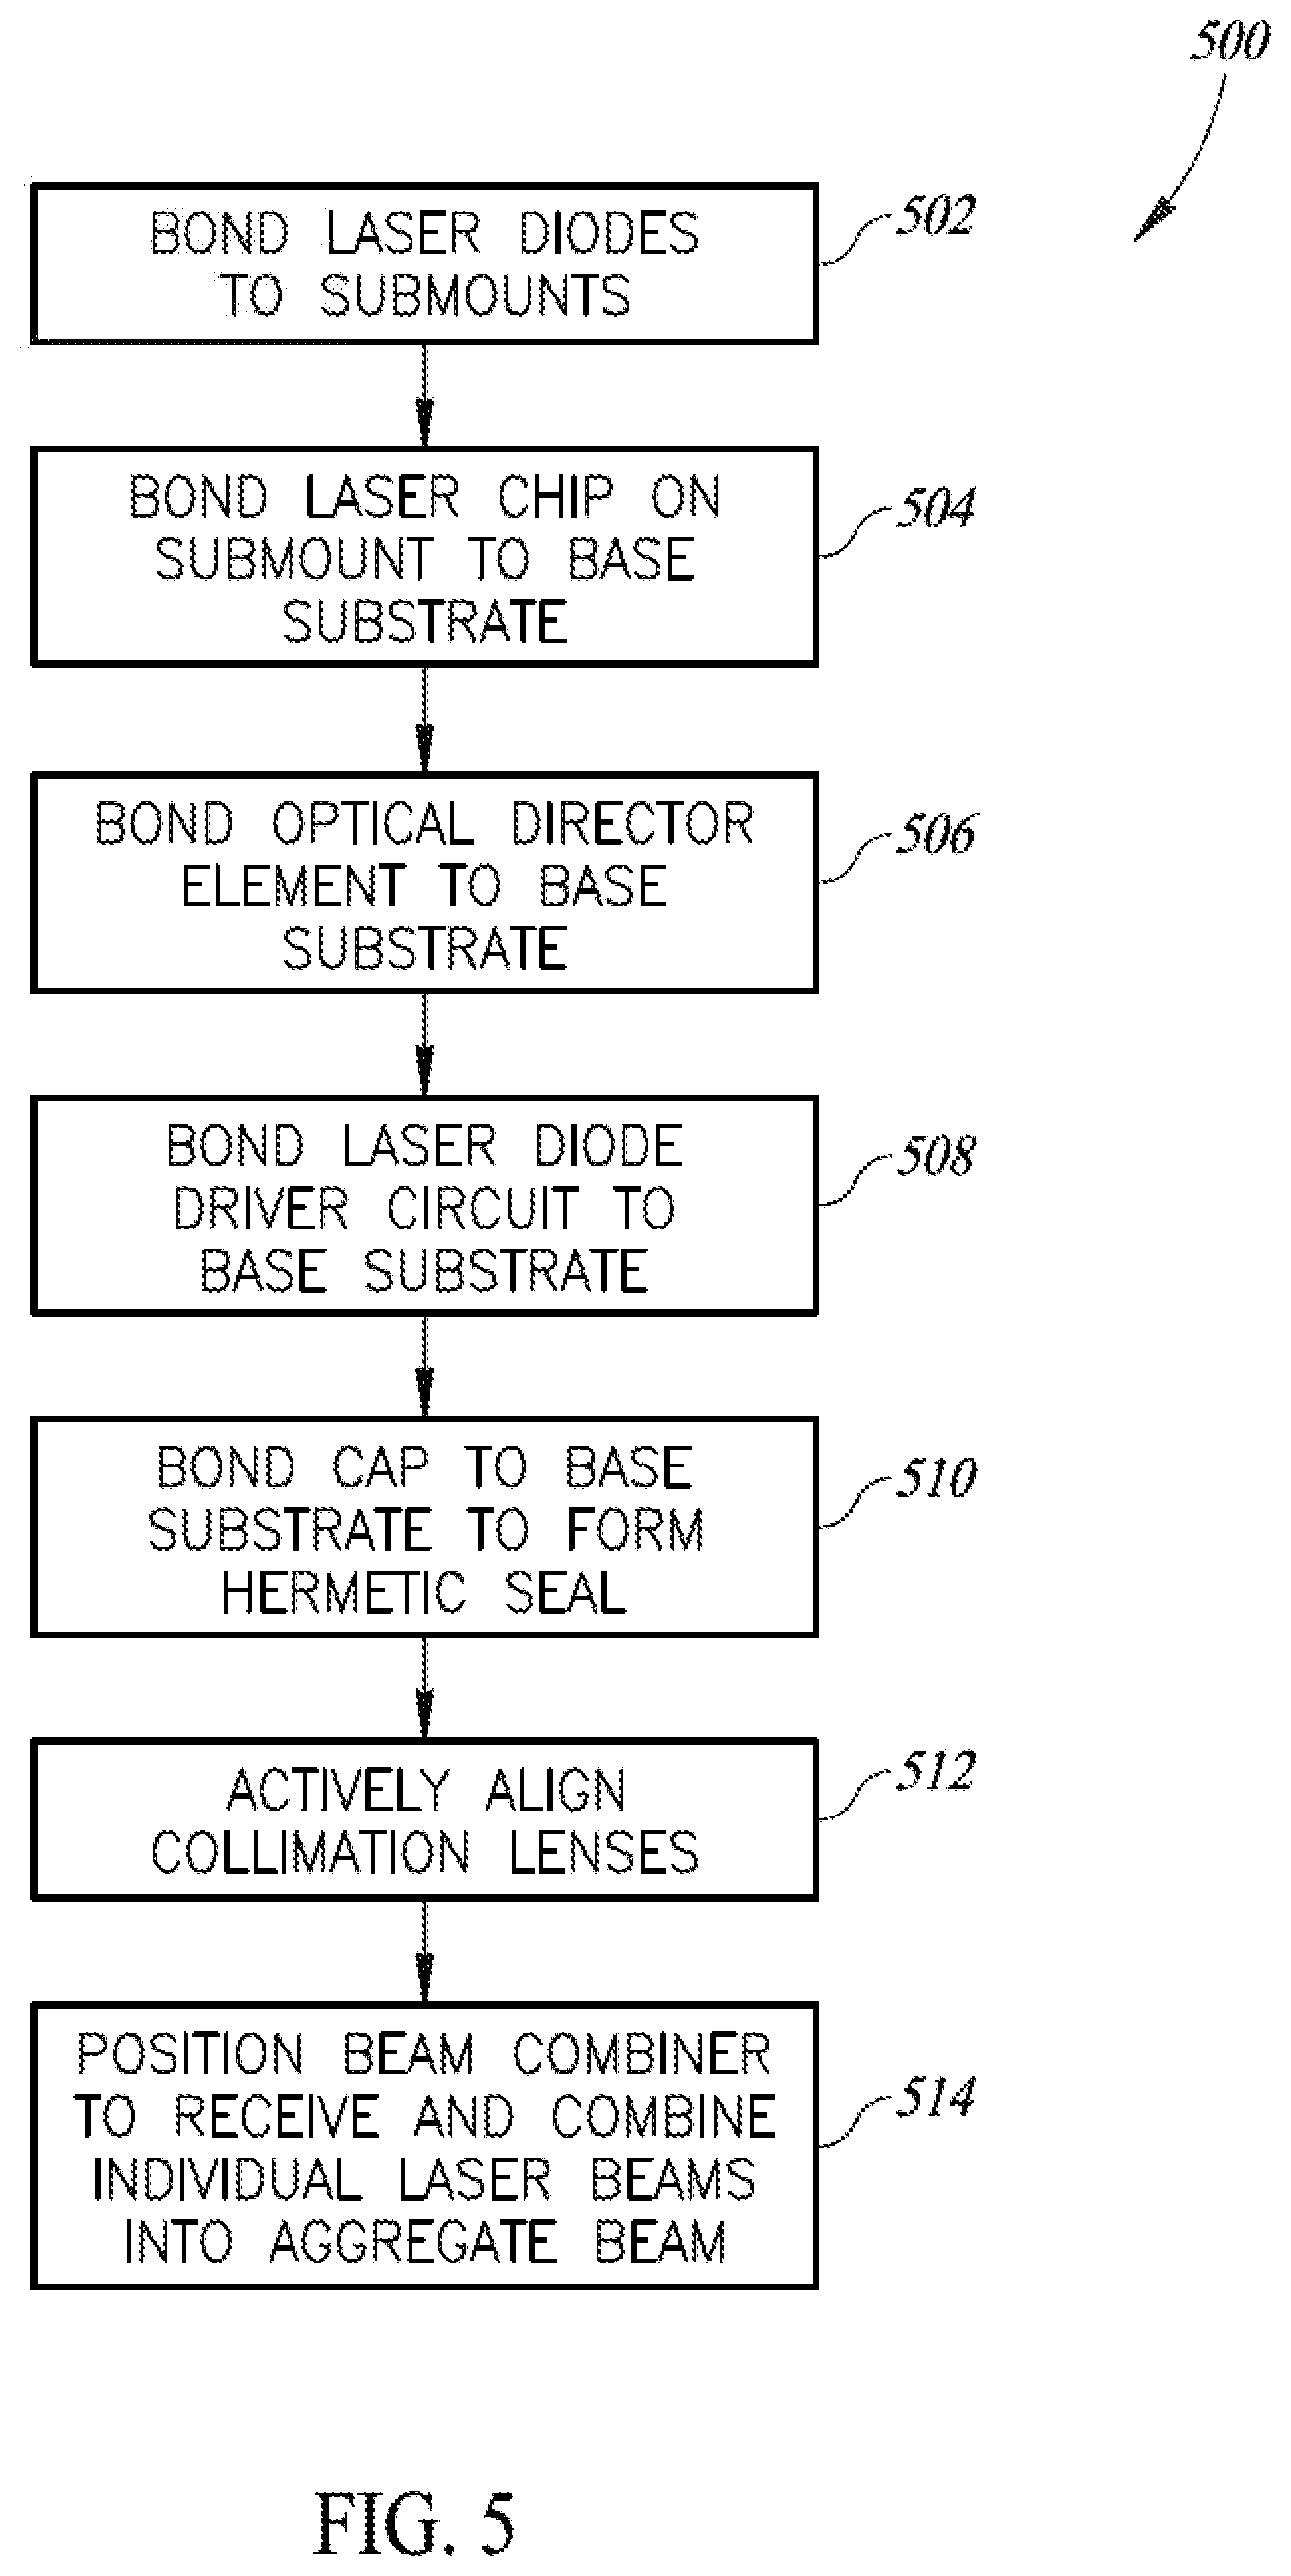 500
BOND LASER DIODES
TO SUBMOUNTS
502
BOND LASER CHIP ON
SUBMOUNT TO BASE
SUBSTRATE
504
BOND OPTICAL DIRECTOR
ELEMENT TO BASE
SUBSTRATE
506
BOND LASER DIODE
DRIVER CIRCUIT TO
BASE SUBSTRATE
508
BOND CAP TO BASE
SUBSTRATE TO FORM
HERMETIC SEAL
510
ACTIVELY ALIGN
COLLIMATION LENSES
512
POSITION BEAM COMBINER
TO RECEIVE AND COMBINE
INDIVIDUAL LASER BEAMS
INTO AGGREGATE BEAM
514
FIG. 5